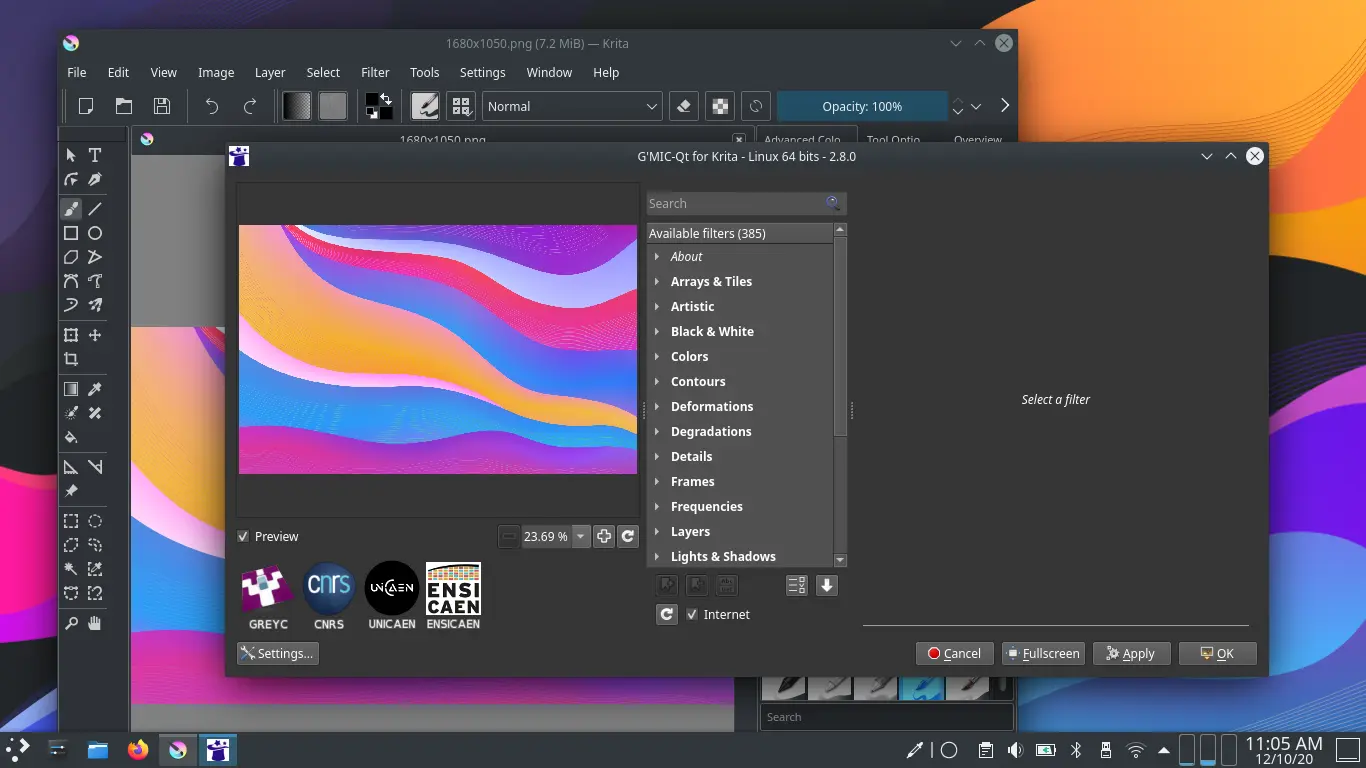 1680x1050.png (7.2 MiB) — Krita
File Edit View Image Layer Select Filter Tools Settings Window Help
Normal
Opacity: 100%
1680x1050.png
Advanced Colo Tool Optio Overview
G'MIC-Qt for Krita - Linux 64 bits - 2.8.0
Search
Available filters (385)
About
Arrays & Tiles
Artistic
Black & White
Colors
Contours
Deformations
Degradations
Details
Frames
Frequencies
Layers
Lights & Shadows
Select a filter
Preview
23.69 %
cnrs
UNICAEN
ENSI
CAEN
GREYC
CNRS
UNICAEN
ENSICAEN
Internet
Settings...
Cancel
Fullscreen
Apply
OK
Search
11:05 AM
12/10/20